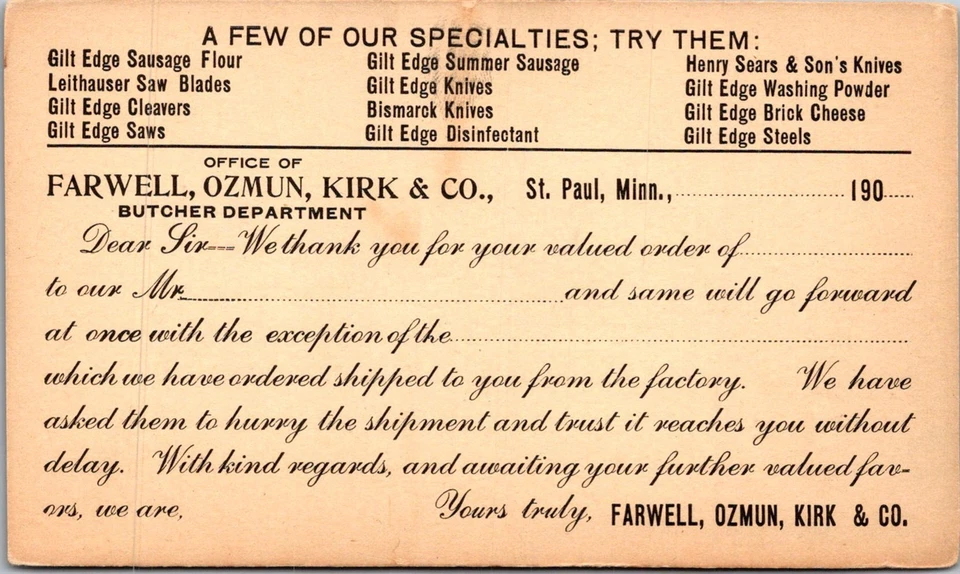 A FEW OF OUR SPECIALTIES; TRY THEM:
Gilt Edge Sausage Flour
Leithauser Saw Blades
Gilt Edge Cleavers
Gilt Edge Saws
Gilt Edge Summer Sausage
Gilt Edge Knives
Bismarck Knives
Gilt Edge Disinfectant
Henry Sears & Son's Knives
Gilt Edge Washing Powder
Gilt Edge Brick Cheese
Gilt Edge Steels
OFFICE OF
FARWELL, OZMUN, KIRK & CO., St. Paul, Minn., 190
BUTCHER DEPARTMENT
Dear Sir---We thank you for your valued order of
to our Mr. and same will go forward
at once with the exception of the
which we have ordered shipped to you from the factory. We have
asked them to hurry the shipment and trust it reaches you without
delay. With kind regards, and awaiting your further valued fav-
ors, we are, Yours truly, FARWELL, OZMUN, KIRK & CO.